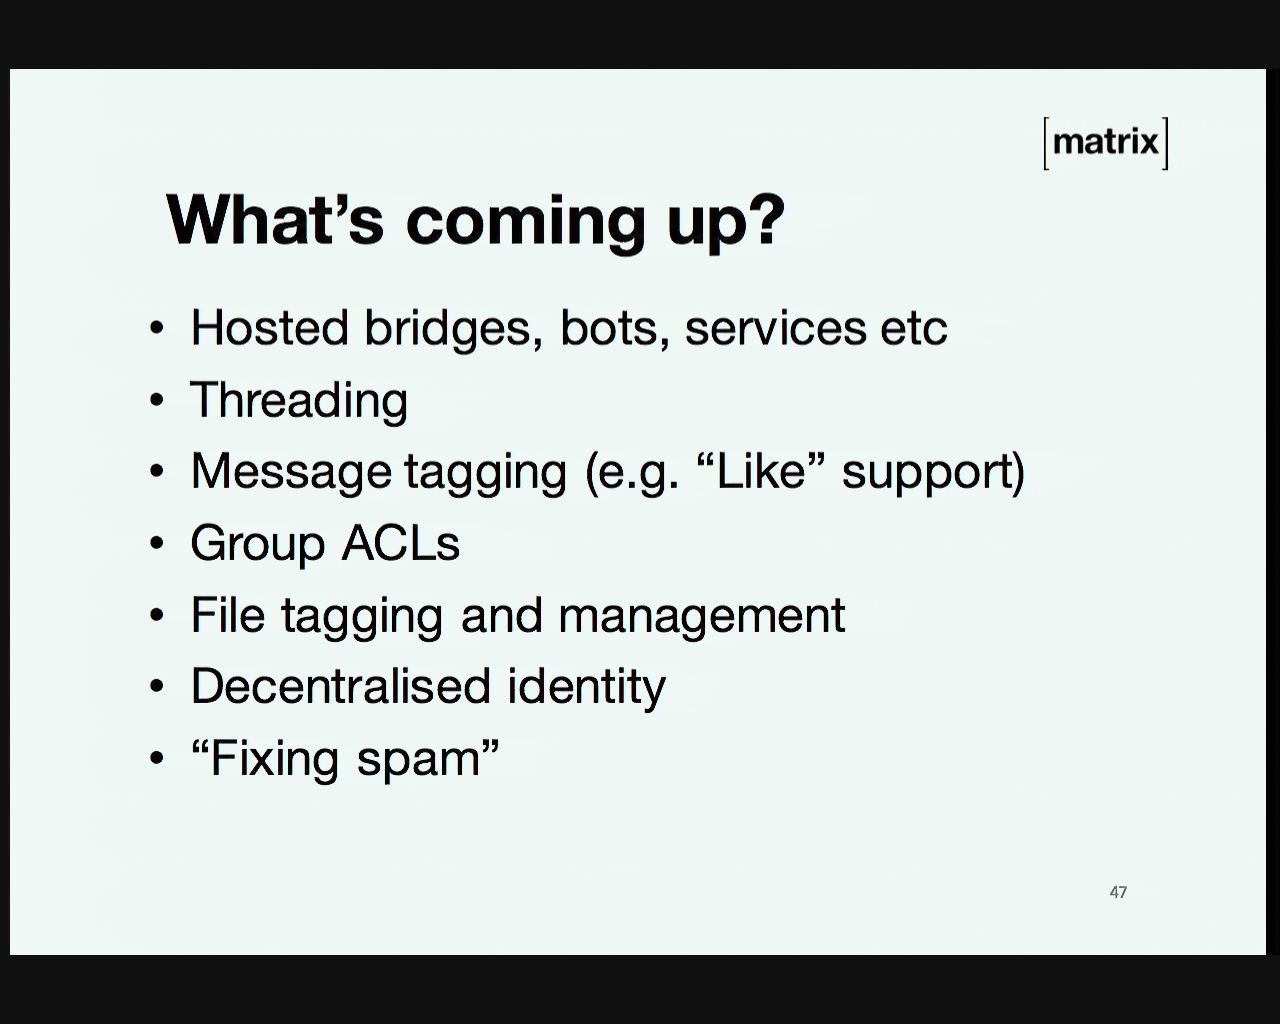 [matrix]
What’s coming up?
• Hosted bridges, bots, services etc
• Threading
• Message tagging (e.g. “Like” support)
• Group ACLs
• File tagging and management
• Decentralised identity
• “Fixing spam”
47